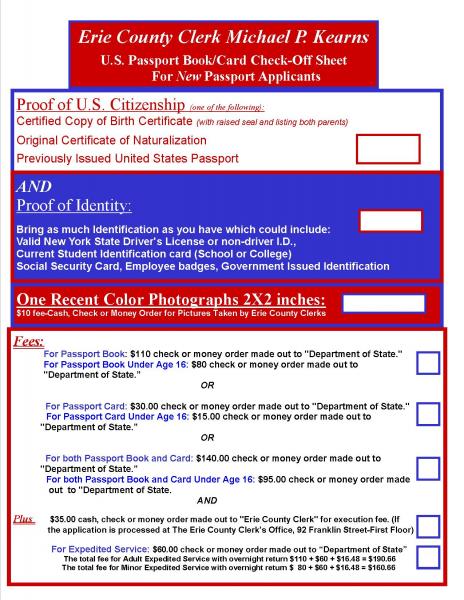 Erie County Clerk Michael P. Kearns
U.S. Passport Book/Card Check-Off Sheet
For New Passport Applicants
Proof of U.S. Citizenship (one of the following):
Certified Copy of Birth Certificate (with raised seal and listing both parents)
Original Certificate of Naturalization
Previously Issued United States Passport
AND
Proof of Identity:
Bring as much Identification as you have which could include:
Valid New York State Driver's License or non-driver I.D.,
Current Student Identification card (School or College)
Social Security Card, Employee badges, Government Issued Identification
One Recent Color Photographs 2X2 inches:
$10 fee-Cash, Check or Money Order for Pictures Taken by Erie County Clerks
Fees:
For Passport Book: $110 check or money order made out to "Department of State."
For Passport Book Under Age 16: $80 check or money order made out to
"Department of State."
OR
For Passport Card: $30.00 check or money order made out to "Department of State."
For Passport Card Under Age 16: $15.00 check or money order made out to
"Department of State."
OR
For both Passport Book and Card: $140.00 check or money order made out to
"Department of State."
For both Passport Book and Card Under Age 16: $95.00 check or money order made
out to "Department of State.
AND
Plus $35.00 cash, check or money order made out to "Erie County Clerk" for execution fee. (If
the application is processed at The Erie County Clerk's Office, 92 Franklin Street-First Floor)
For Expedited Service: $60.00 check or money order made out to "Department of State"
The total fee for Adult Expedited Service with overnight return $110 + $60 + $16.48 = $190.66
The total fee for Minor Expedited Service with overnight return $ 80 + $60 + $16.48 = $160.66